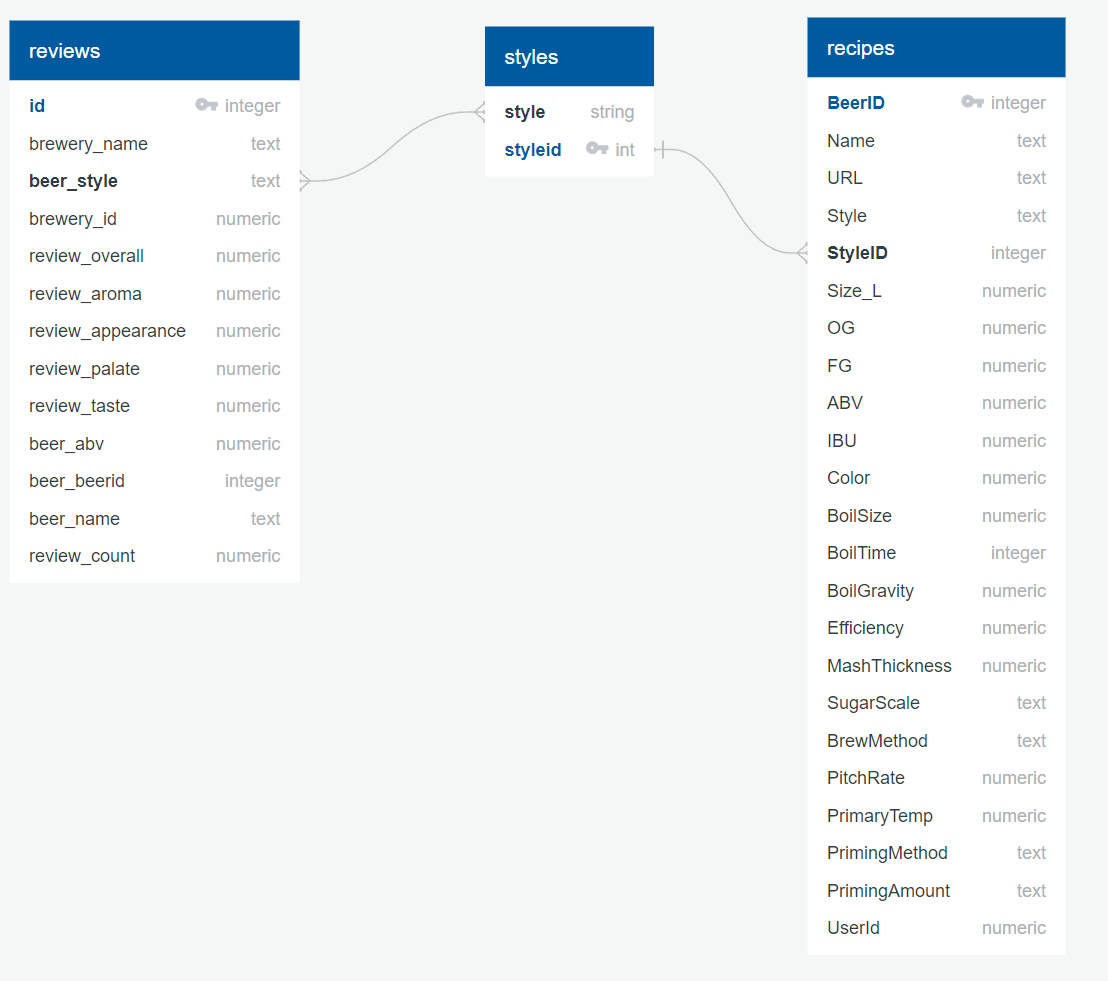 reviews
id integer
brewery_name text
beer_style text
brewery_id numeric
review_overall numeric
review_aroma numeric
review_appearance numeric
review_palate numeric
review_taste numeric
beer_abv numeric
beer_beerid integer
beer_name text
review_count numeric
styles
style string
styleid int
recipes
BeerID integer
Name text
URL text
Style text
StyleID integer
Size_L numeric
OG numeric
FG numeric
ABV numeric
IBU numeric
Color numeric
BoilSize numeric
BoilTime integer
BoilGravity numeric
Efficiency numeric
MashThickness numeric
SugarScale text
BrewMethod text
PitchRate numeric
PrimaryTemp numeric
PrimingMethod text
PrimingAmount text
UserId numeric